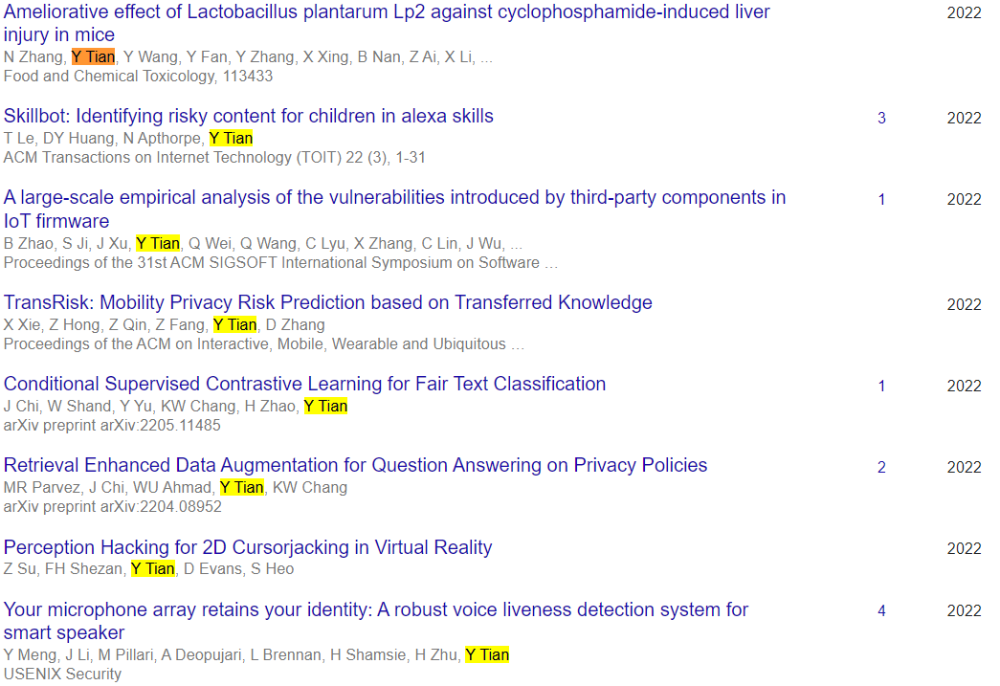 Ameliorative effect of Lactobacillus plantarum Lp2 against cyclophosphamide-induced liver 2022
injury in mice
N Zhang, Y Tian, Y Wang, Y Fan, Y Zhang, X Xing, B Nan, Z Ai, X Li, ...
Food and Chemical Toxicology, 113433
Skillbot: Identifying risky content for children in alexa skills 3 2022
T Le, DY Huang, N Apthorpe, Y Tian
ACM Transactions on Internet Technology (TOIT) 22 (3), 1-31
A large-scale empirical analysis of the vulnerabilities introduced by third-party components in 1 2022
IoT firmware
B Zhao, S Ji, J Xu, Y Tian, Q Wei, Q Wang, C Lyu, X Zhang, C Lin, J Wu, ...
Proceedings of the 31st ACM SIGSOFT International Symposium on Software ...
TransRisk: Mobility Privacy Risk Prediction based on Transferred Knowledge 2022
X Xie, Z Hong, Z Qin, Z Fang, Y Tian, D Zhang
Proceedings of the ACM on Interactive, Mobile, Wearable and Ubiquitous ...
Conditional Supervised Contrastive Learning for Fair Text Classification 1 2022
J Chi, W Shand, Y Yu, KW Chang, H Zhao, Y Tian
arXiv preprint arXiv:2205.11485
Retrieval Enhanced Data Augmentation for Question Answering on Privacy Policies 2 2022
MR Parvez, J Chi, WU Ahmad, Y Tian, KW Chang
arXiv preprint arXiv:2204.08952
Perception Hacking for 2D Cursorjacking in Virtual Reality 2022
Z Su, FH Shezan, Y Tian, D Evans, S Heo
Your microphone array retains your identity: A robust voice liveness detection system for 4 2022
smart speaker
Y Meng, J Li, M Pillari, A Deopujari, L Brennan, H Shamsie, H Zhu, Y Tian
USENIX Security